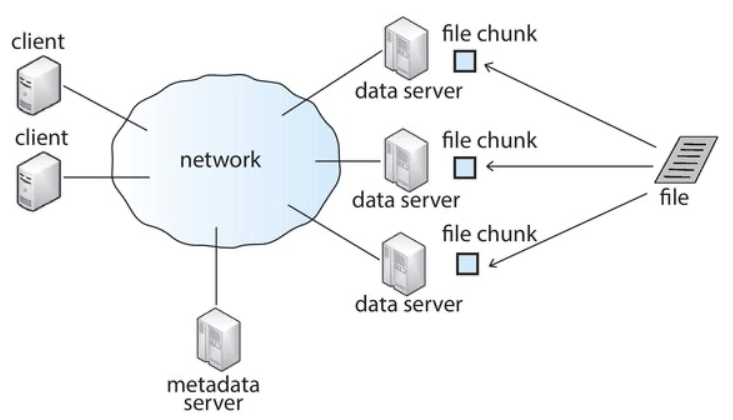 client
client
network
file chunk
data server
file chunk
data server
file chunk
data server
file
metadata
server